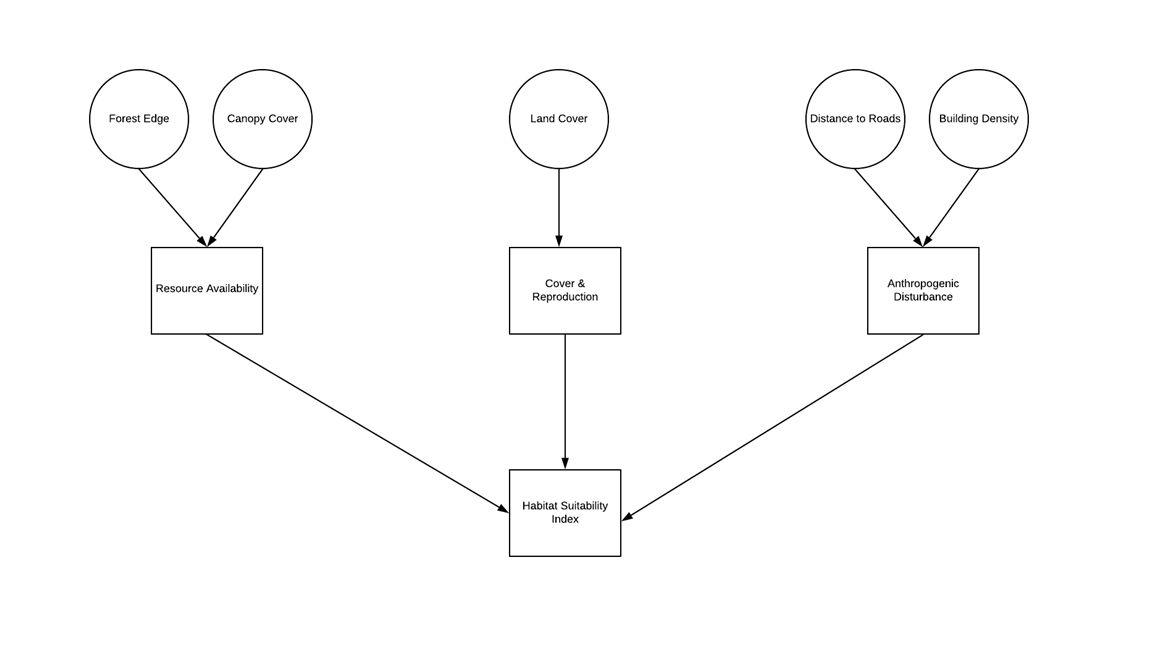 Forest Edge
Canopy Cover
Land Cover
Distance to Roads
Building Density
Resource Availability
Cover &
Reproduction
Anthropogenic
Disturbance
Habitat Suitability
Index